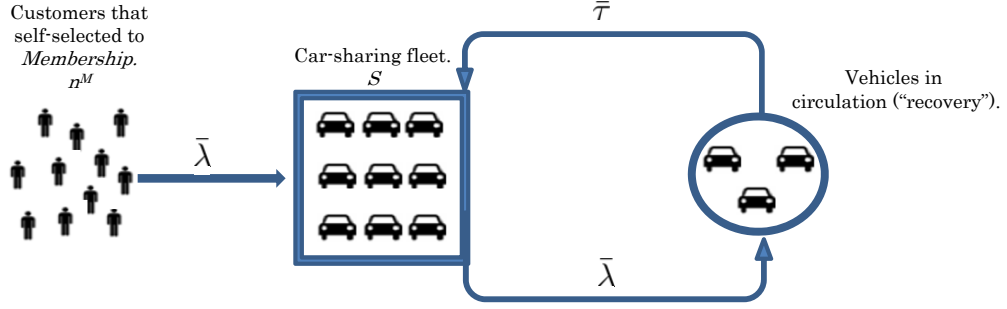 Customers that
self-selected to
Membership.
n^M
λ̄
Car-sharing fleet.
S
τ̄
Vehicles in
circulation (“recovery”).
λ̄